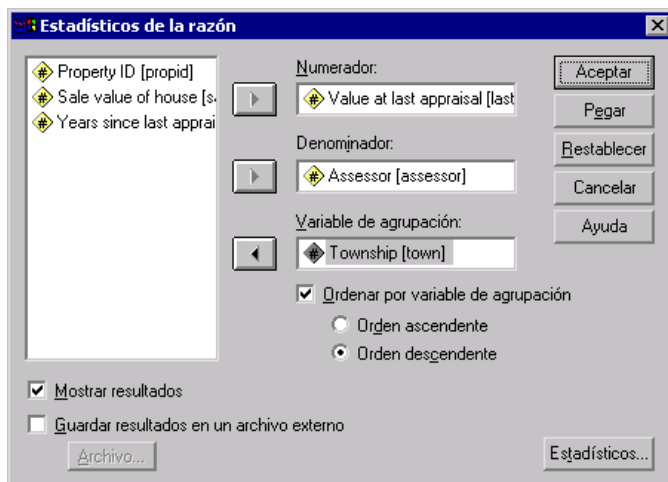 Estadísticos de la razón
Property ID [propid]
Sale value of house [s
Years since last apprai
Numerador:
Value at last appraisal [last
Denominador:
Assessor [assessor]
Variable de agrupación:
Township [town]
Ordenar por variable de agrupación
Orden ascendente
Orden descendente
Mostrar resultados
Guardar resultados en un archivo externo
Archivo...
Aceptar
Pegar
Restablecer
Cancelar
Ayuda
Estadísticos...